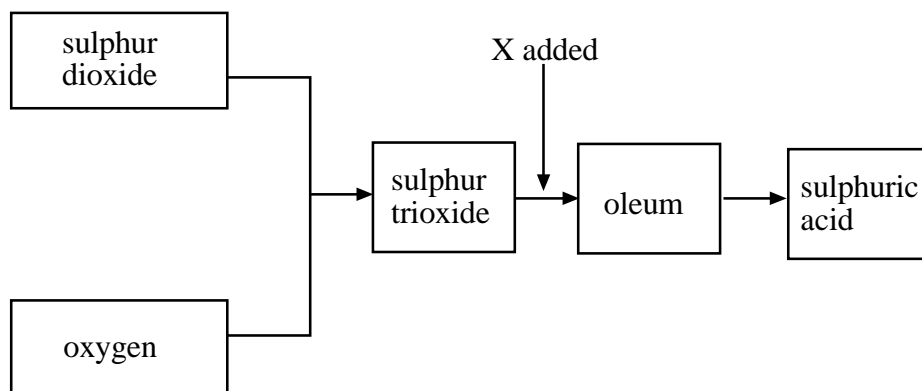 sulphur
dioxide
X added
sulphur
trioxide
oleum
sulphuric
acid
oxygen